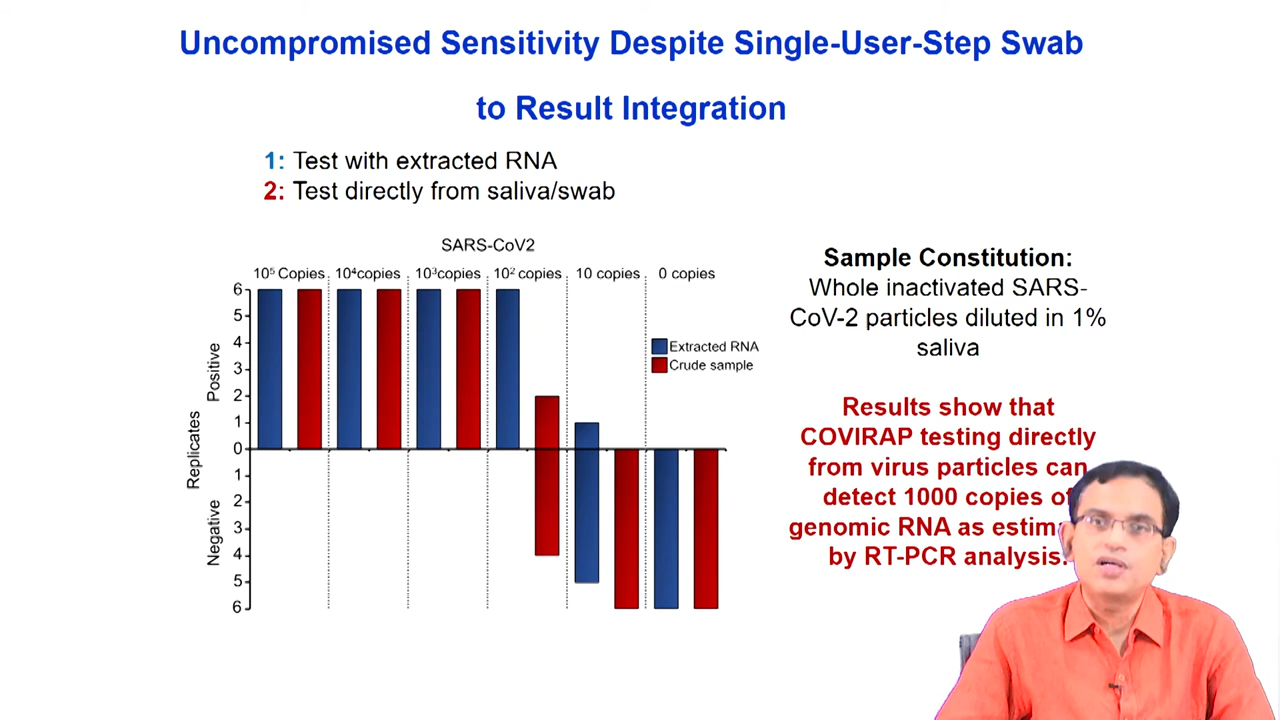 Uncompromised Sensitivity Despite Single-User-Step Swab
to Result Integration
1: Test with extracted RNA
2: Test directly from saliva/swab
SARS-CoV2
10⁵ Copies
10⁴copies
10³copies
10² copies
10 copies
0 copies
6
5
4
3
2
1
0
1
2
3
4
5
6
Positive
Replicates
Negative
Extracted RNA
Crude sample
Sample Constitution:
Whole inactivated SARS-
CoV-2 particles diluted in 1%
saliva
Results show that
COVIRAP testing directly
from virus particles can
detect 1000 copies of
genomic RNA as
by RT-PCR analysis.